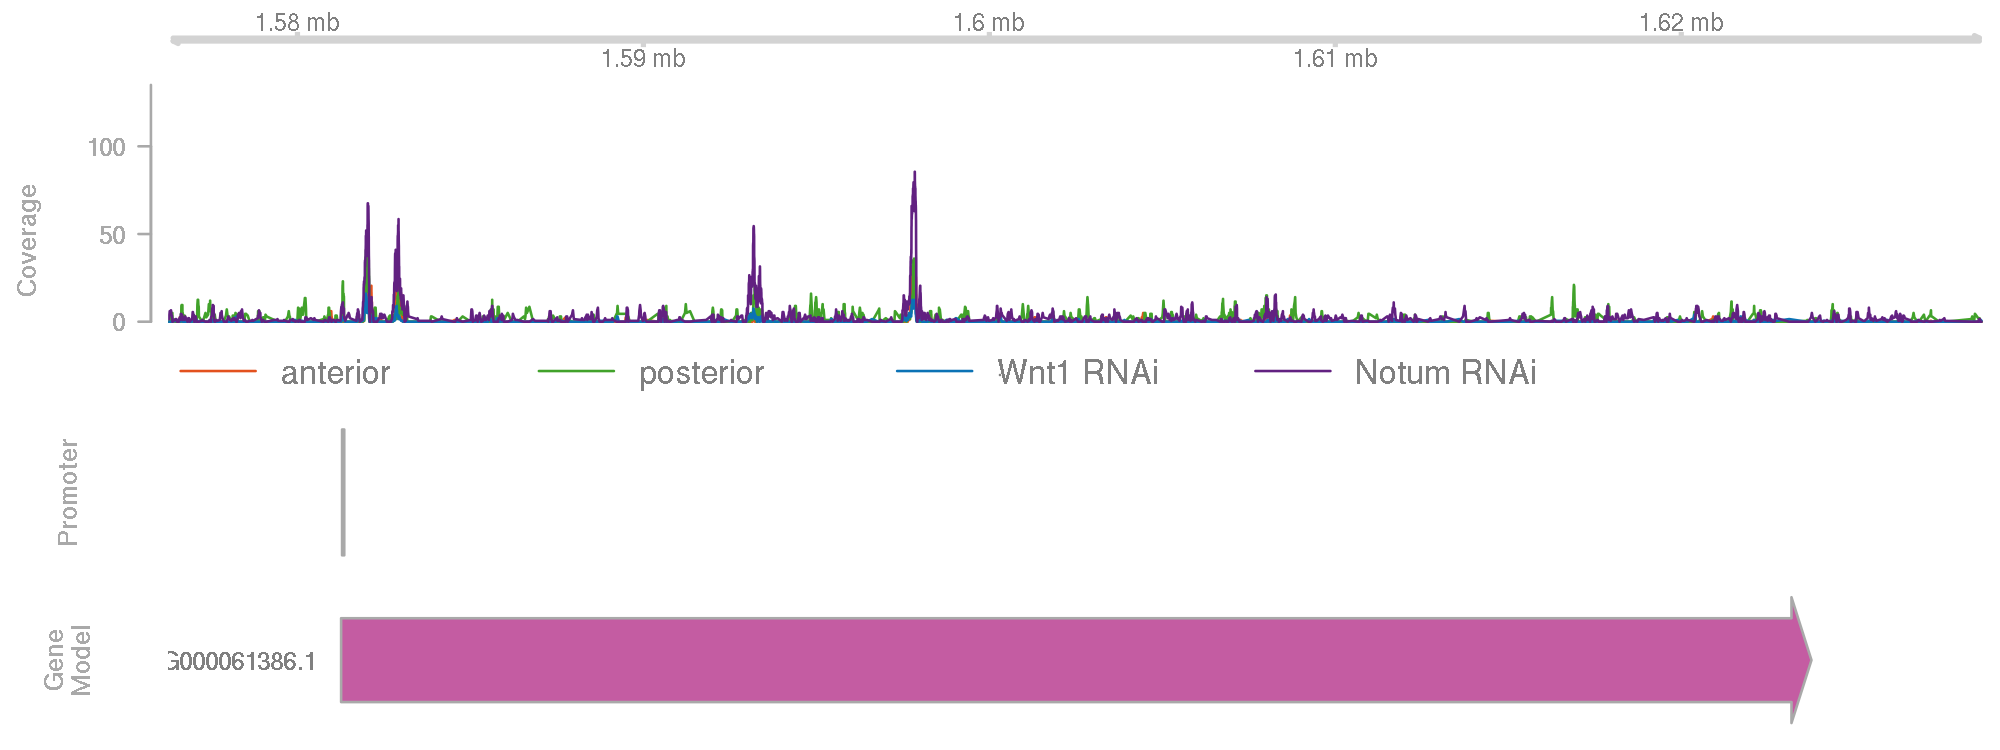 1.58 mb
1.6 mb
1.62 mb
1.59 mb
1.61 mb
Coverage
100
50
0
anterior
posterior
Wnt1 RNAi
Notum RNAi
Promoter
Gene
Model
G000061386.1